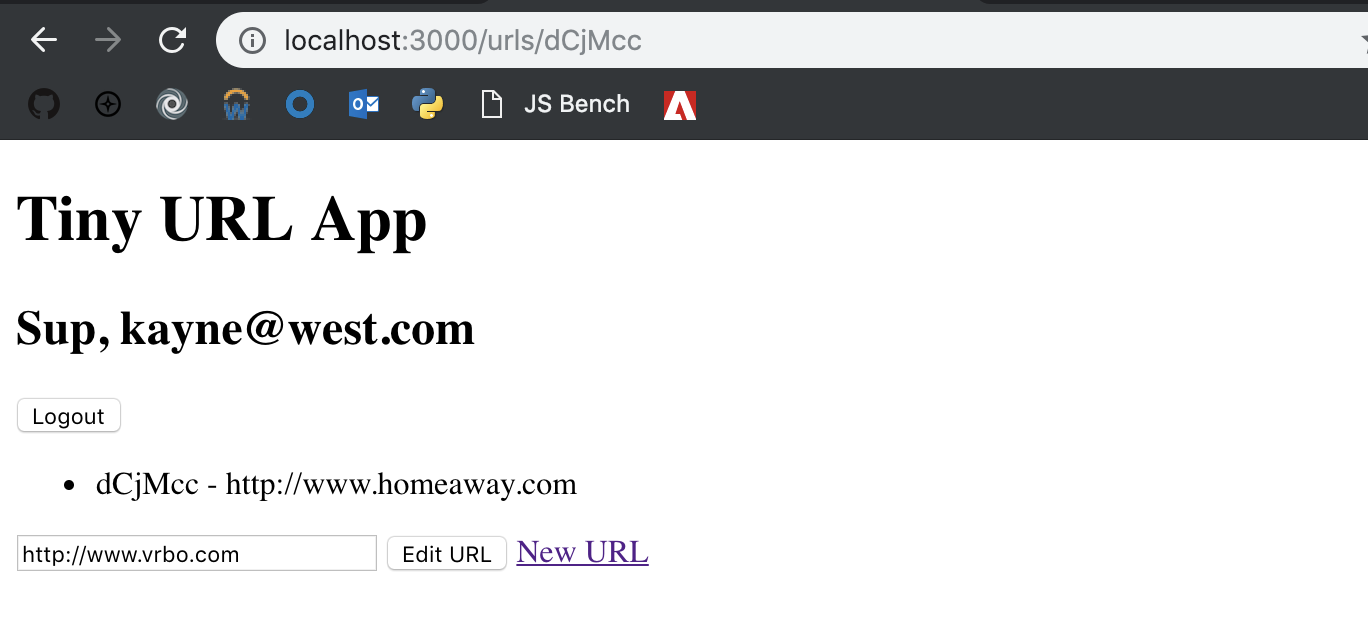 localhost:3000/urls/dCjMcc
JS Bench
Tiny URL App
Sup, kayne@west.com
Logout
• dCjMcc - http://www.homeaway.com
http://www.vrbo.com Edit URL New URL